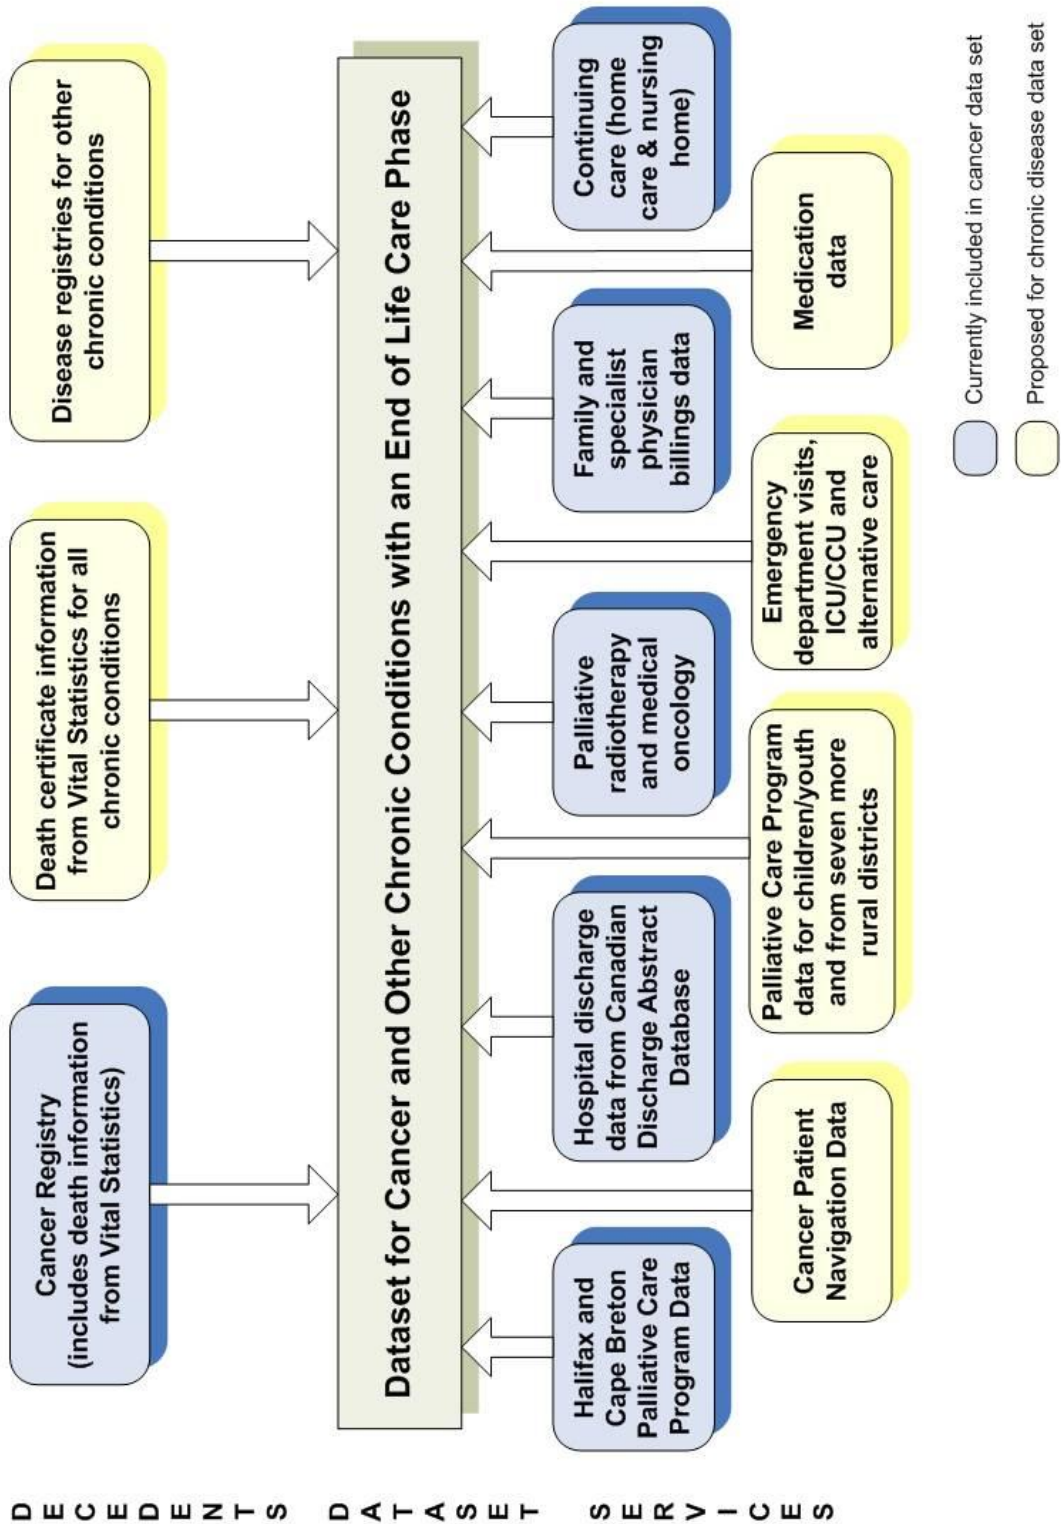 DECEDENTS
Cancer Registry
(includes death information
from Vital Statistics)
Death certificate information
from Vital Statistics for all
chronic conditions
Disease registries for other
chronic conditions
DATASET
Dataset for Cancer and Other Chronic Conditions with an End of Life Care Phase
SERVICES
Halifax and
Cape Breton
Palliative Care
Program Data
Hospital discharge
data from Canadian
Discharge Abstract
Database
Palliative
radiotherapy
and medical
oncology
Family and
specialist
physician
billings data
Continuing
care (home
care & nursing
home)
Cancer Patient
Navigation Data
Palliative Care Program
data for children/youth
and from seven more
rural districts
Emergency
department visits,
ICU/CCU and
alternative care
Medication
data
Currently included in cancer data set
Proposed for chronic disease data set